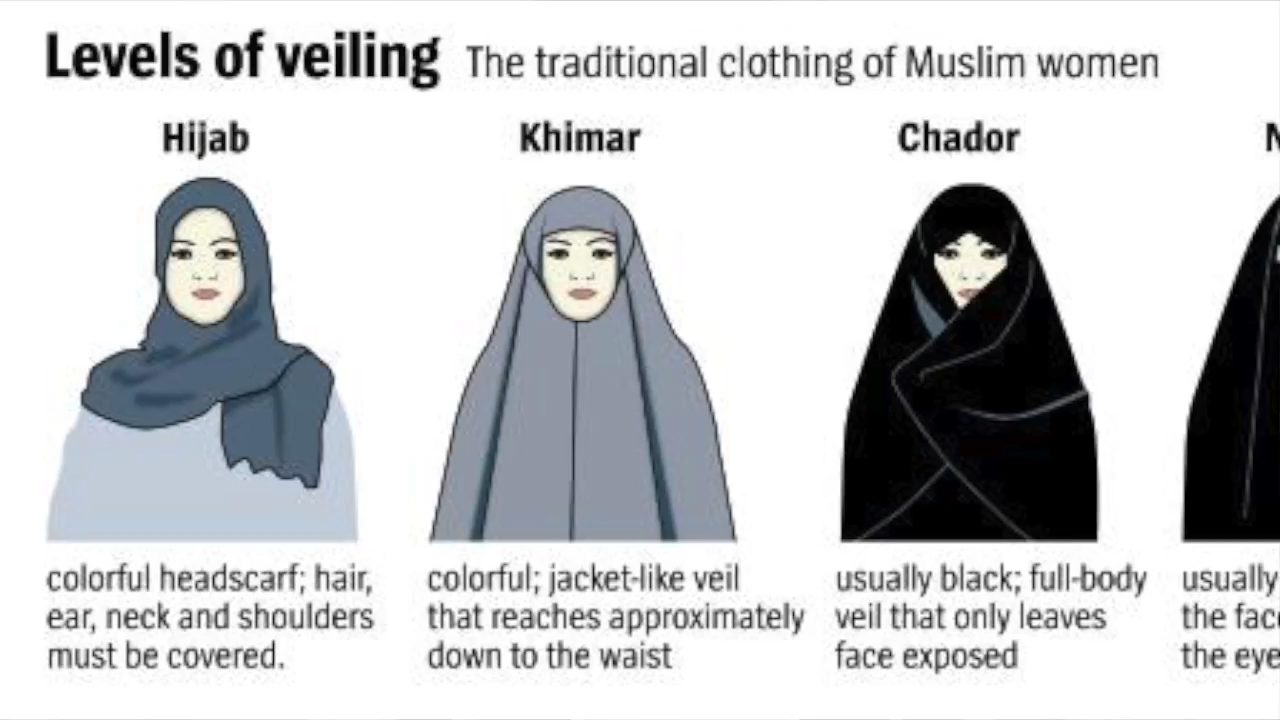 Levels of veiling The traditional clothing of Muslim women
Hijab
Khimar
Chador
colorful headscarf; hair,
ear, neck and shoulders
must be covered.
colorful; jacket-like veil
that reaches approximately
down to the waist
usually black; full-body
veil that only leaves
face exposed
usually
the
the